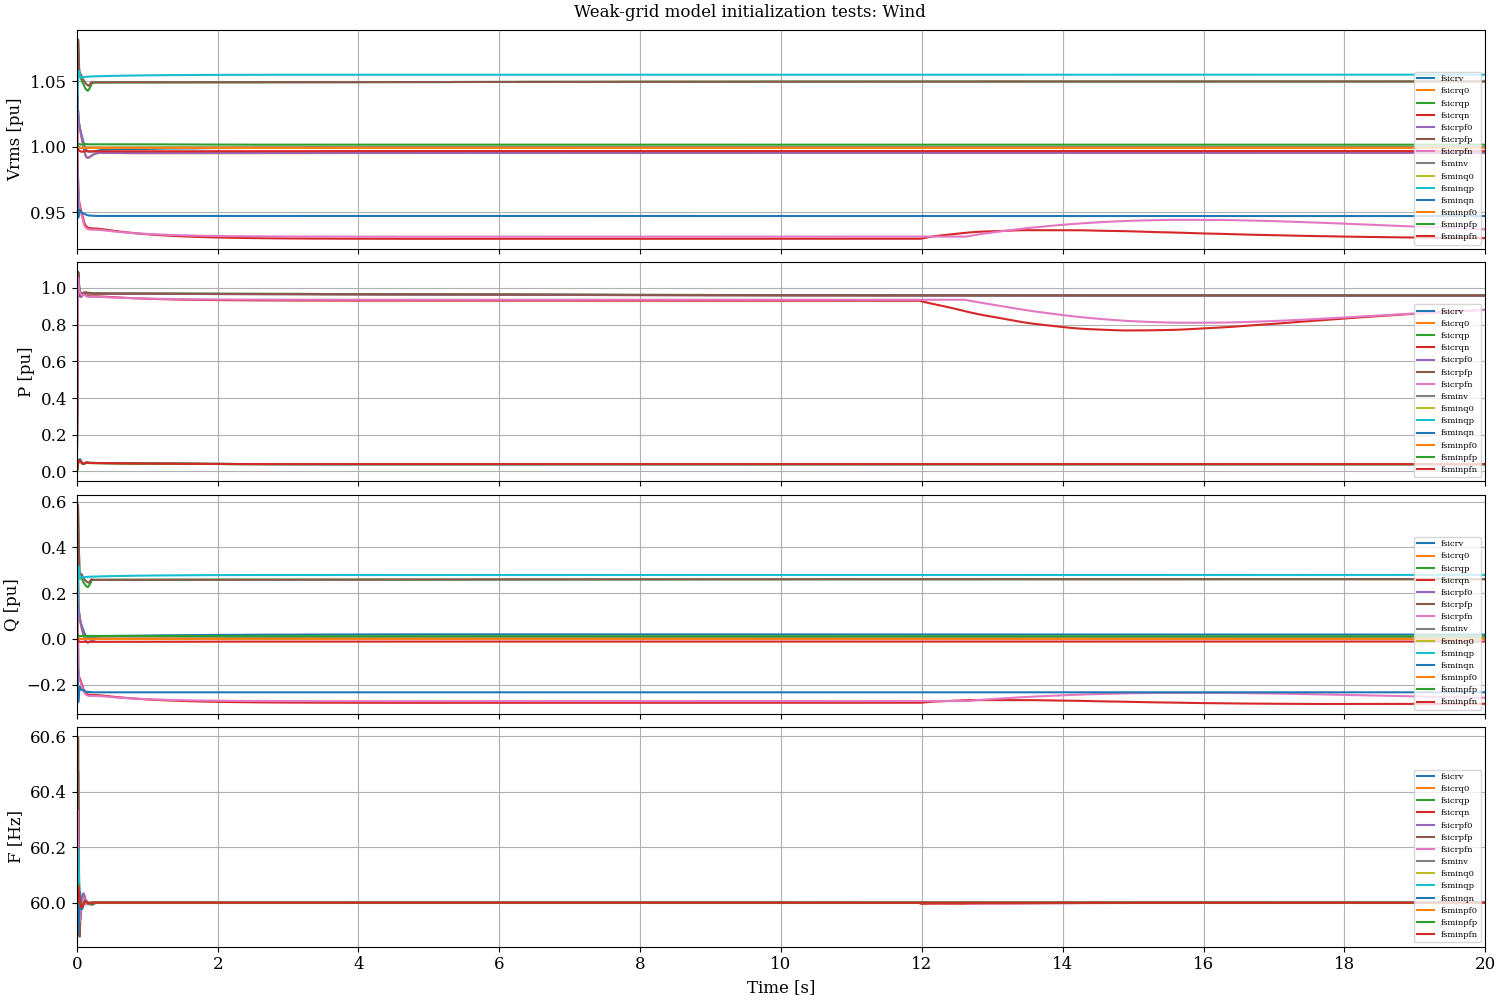 Weak-grid model initialization tests: Wind
Vrms [pu]
1.05
1.00
0.95
fsicrv
fsicrq0
fsicrqp
fsicrqn
fsicrpf0
fsicrpfp
fsicrpfn
fsminv
fsminq0
fsminqp
fsminqn
fsminpf0
fsminpfp
fsminpfn
P [pu]
1.0
0.8
0.6
0.4
0.2
0.0
fsicrv
fsicrq0
fsicrqp
fsicrqn
fsicrpf0
fsicrpfp
fsicrpfn
fsminv
fsminq0
fsminqp
fsminqn
fsminpf0
fsminpfp
fsminpfn
Q [pu]
0.6
0.4
0.2
0.0
−0.2
fsicrv
fsicrq0
fsicrqp
fsicrqn
fsicrpf0
fsicrpfp
fsicrpfn
fsminv
fsminq0
fsminqp
fsminqn
fsminpf0
fsminpfp
fsminpfn
F [Hz]
60.6
60.4
60.2
60.0
fsicrv
fsicrq0
fsicrqp
fsicrqn
fsicrpf0
fsicrpfp
fsicrpfn
fsminv
fsminq0
fsminqp
fsminqn
fsminpf0
fsminpfp
fsminpfn
0 2 4 6 8 10 12 14 16 18 20
Time [s]